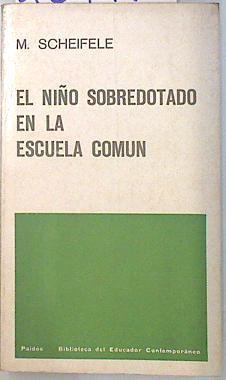 M. SCHEIFELE
EL NIÑO SOBREDOTADO
EN LA
ESCUELA COMUN
Paidos Biblioteca del Educador Contemporáneo